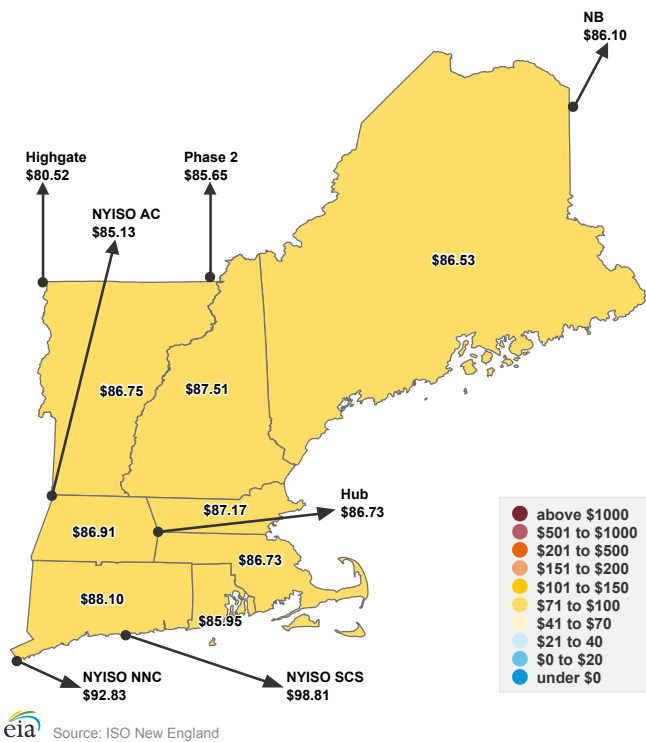 NB
$86.10
Highgate
$80.52
Phase 2
$85.65
NYISO AC
$85.13
$86.53
$86.75
$87.51
$87.17
Hub
$86.73
$86.91
$86.73
$88.10
$85.95
NYISO NNC
$92.83
NYISO SCS
$98.81
above $1000
$501 to $1000
$201 to $500
$151 to $200
$101 to $150
$71 to $100
$41 to $70
$21 to 40
$0 to $20
under $0
eia
Source: ISO New England